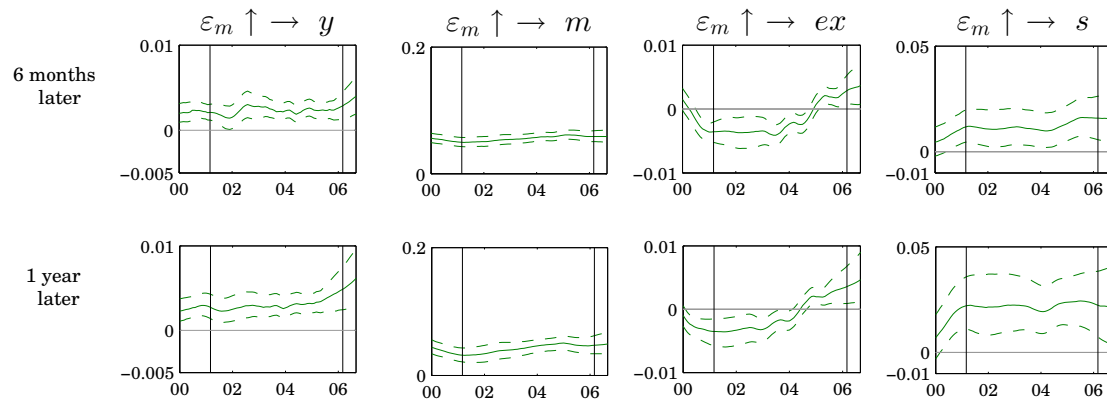 ε_m ↑ → y ε_m ↑ → m ε_m ↑ → ex ε_m ↑ → s
6 months
later
0.01 0.2 0.01 0.05
0 0.1 0 0
−0.005 0 −0.01 −0.01
00 02 04 06 00 02 04 06 00 02 04 06 00 02 04 06
1 year
later
0.01 0.2 0.01 0.05
0 0.1 0 0
−0.005 0 −0.01 −0.01
00 02 04 06 00 02 04 06 00 02 04 06 00 02 04 06